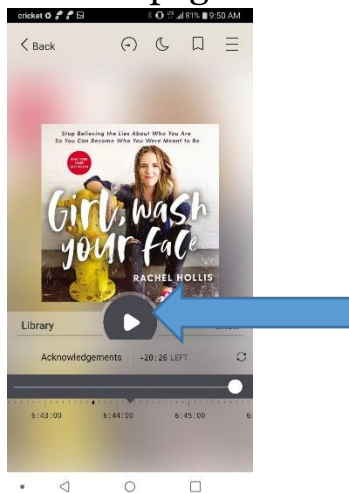 cricket 81% 9:50 AM
Back
Stop Believing the Lies About Who You Are
So You Can Become Who You Were Meant to Be
NEW YORK
TIMES
BESTSELLER
Girl, wash
your face
RACHEL HOLLIS
Library
Acknowledgements -20:26 LEFT
6:43:00 6:44:00 6:45:00 6